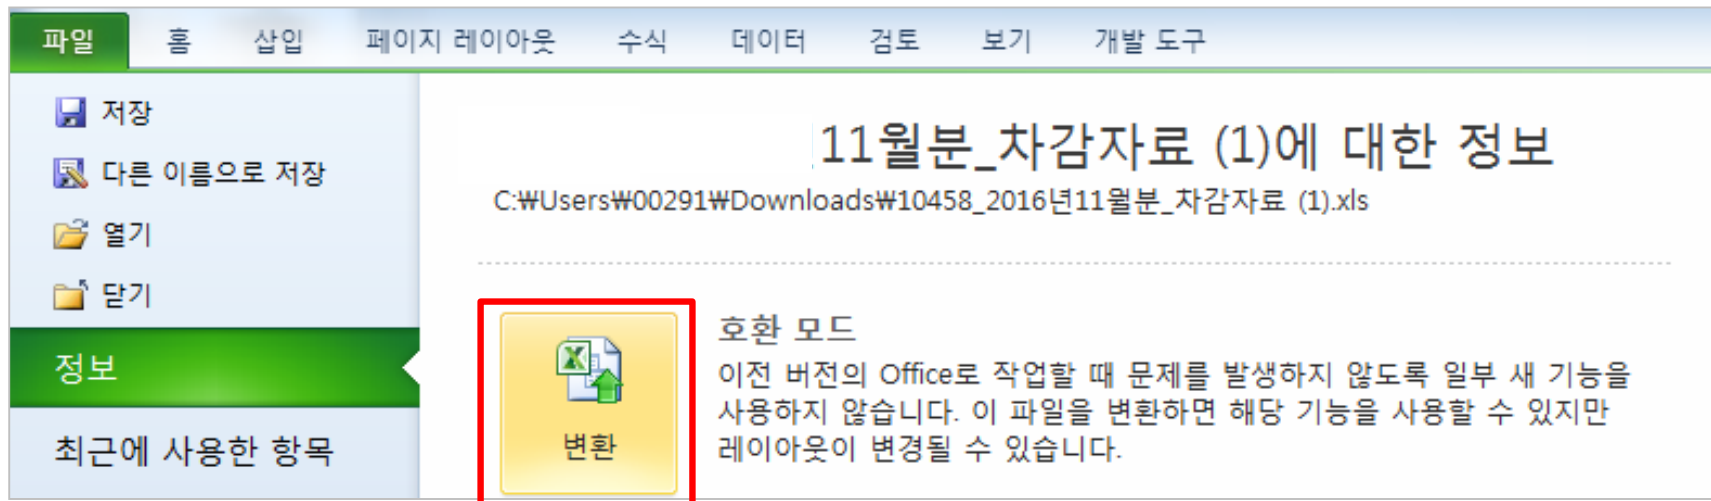 파일 홈 삽입 페이지 레이아웃 수식 데이터 검토 보기 개발 도구
저장
다른 이름으로 저장
열기
닫기
정보
최근에 사용한 항목
11월분_차감자료 (1)에 대한 정보
C:₩Users₩00291₩Downloads₩10458_2016년11월분_차감자료 (1).xls
변환
호환 모드
이전 버전의 Office로 작업할 때 문제를 발생하지 않도록 일부 새 기능을
사용하지 않습니다. 이 파일을 변환하면 해당 기능을 사용할 수 있지만
레이아웃이 변경될 수 있습니다.